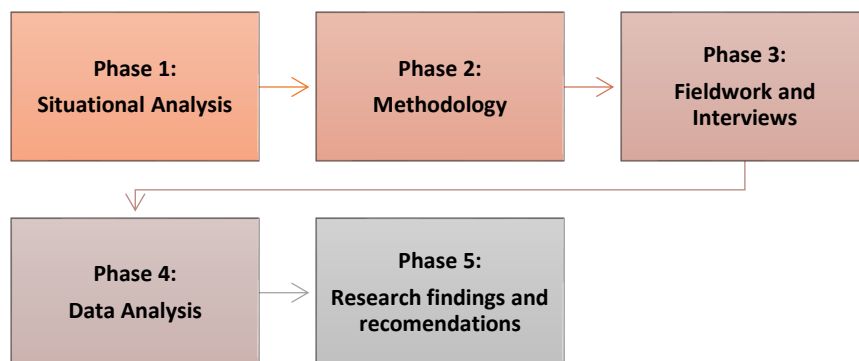 Phase 1:
Situational Analysis
Phase 2:
Methodology
Phase 3:
Fieldwork and
Interviews
Phase 4:
Data Analysis
Phase 5:
Research findings and
recomendations